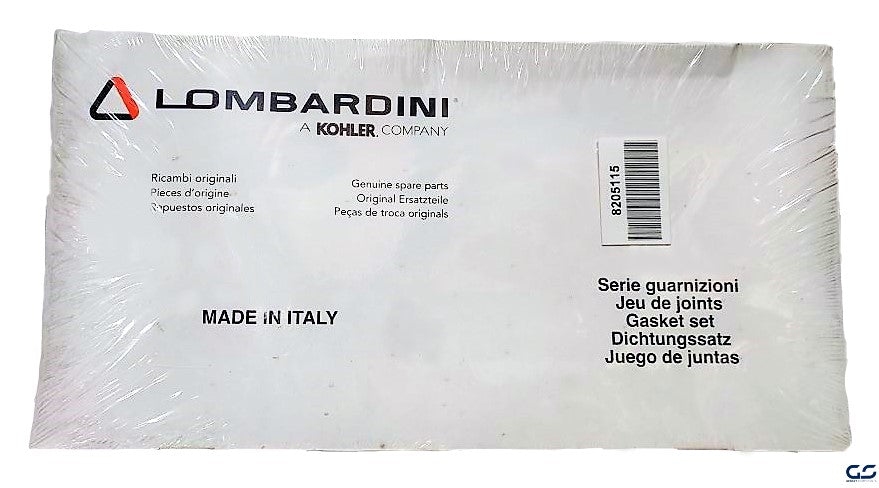 LOMBARDINI
A KOHLER. COMPANY
Ricambi originali
Pieces d'origine
Repuestos originales
Genuine spare parts
Original Ersatzteile
Peças de troca originals
8205115
MADE IN ITALY
Serie guarnizioni
Jeu de joints
Gasket set
Dichtungssatz
Juego de juntas
GS